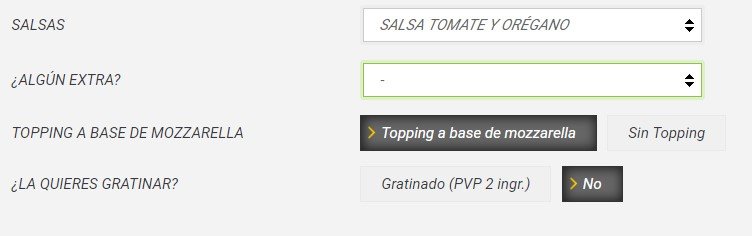 SALSAS
SALSA TOMATE Y ORÉGANO
¿ALGÚN EXTRA?
-
TOPPING A BASE DE MOZZARELLA
Topping a base de mozzarella
Sin Topping
¿LA QUIERES GRATINAR?
Gratinado (PVP 2 ingr.)
No